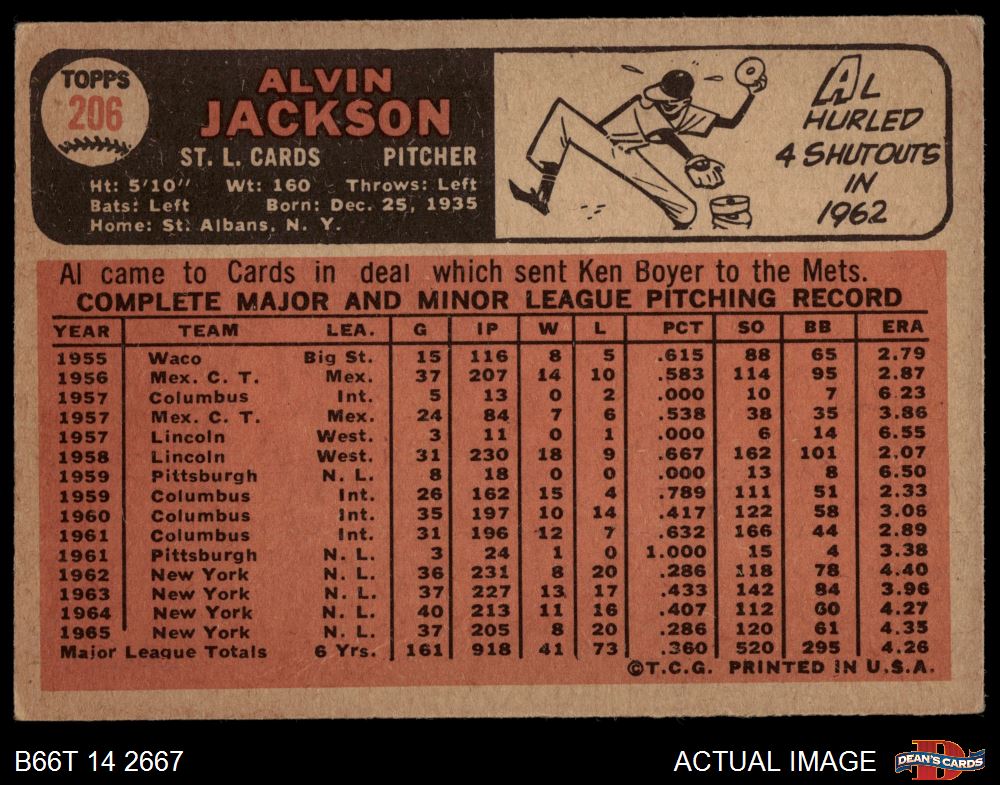 TOPPS
206
ALVIN
JACKSON
ST. L. CARDS PITCHER
Ht: 5'10" Wt: 160 Throws: Left
Bats: Left Born: Dec. 25, 1935
Home: St. Albans, N. Y.
AL
HURLED
4 SHUTOUTS
IN
1962
Al came to Cards in deal which sent Ken Boyer to the Mets.
COMPLETE MAJOR AND MINOR LEAGUE PITCHING RECORD
YEAR TEAM LEA. G IP W L PCT SO BB ERA
1955 Waco Big St. 15 116 8 5 .615 88 65 2.79
1956 Mex. C. T. Mex. 37 207 14 10 .583 114 95 2.87
1957 Columbus Int. 5 13 0 2 .000 10 7 6.23
1957 Mex. C. T. Mex. 24 84 7 6 .538 38 35 3.86
1957 Lincoln West. 3 11 0 1 .000 6 14 6.55
1958 Lincoln West. 31 230 18 9 .667 162 101 2.07
1959 Pittsburgh N. L. 8 18 0 0 .000 13 8 6.50
1959 Columbus Int. 26 162 15 4 .789 111 51 2.33
1960 Columbus Int. 35 197 10 14 .417 122 58 3.06
1961 Columbus Int. 31 196 12 7 .632 166 44 2.89
1961 Pittsburgh N. L. 3 24 1 0 1.000 15 4 3.38
1962 New York N. L. 36 231 8 20 .286 118 78 4.40
1963 New York N. L. 37 227 13 17 .433 142 84 3.96
1964 New York N. L. 40 213 11 16 .407 112 60 4.27
1965 New York N. L. 37 205 8 20 .286 120 61 4.35
Major League Totals 6 Yrs. 161 918 41 73 .360 520 295 4.26
©T.C.G. PRINTED IN U.S.A.
B66T 14 2667 ACTUAL IMAGE
DEAN'S CARDS